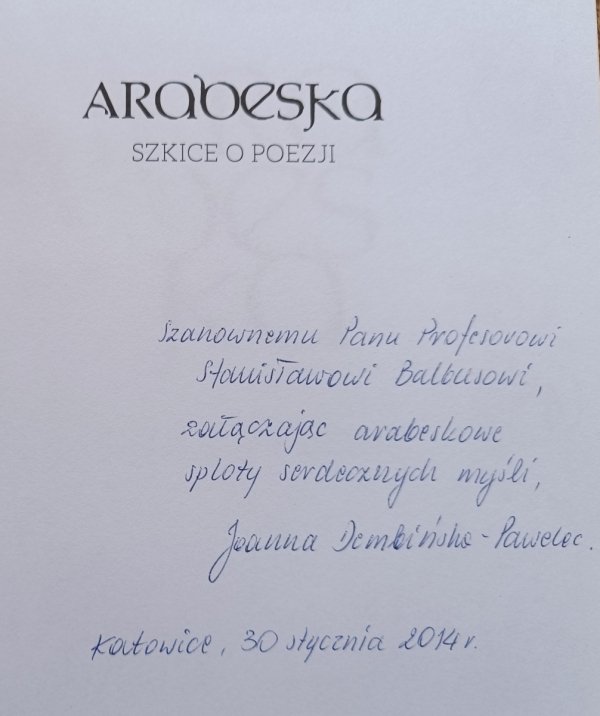 ARabeska
SZKICE O POEZJI
Szanownemu Panu Profesorowi
Stanisławowi Balbusowi,
załączając arabeskowe
sploty serdecznych myśli,
Joanna Dembińska-Pawelec.
Katowice, 30 stycznia 2014 r.